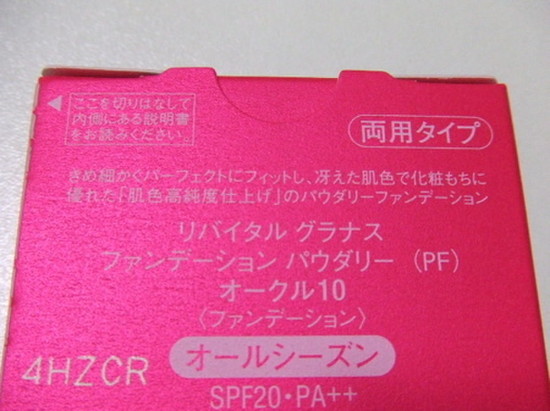 ここを切りはなして
内側にある説明書
をお読みください。
両用タイプ
きめ細かくパーフェクトにフィットし、冴えた肌色で化粧もちに
優れた「肌色高純度仕上げ」のパウダリーファンデーション
リバイタル グラナス
ファンデーション パウダリー (PF)
オークル10
〈ファンデーション〉
オールシーズン
4HZCR
SPF20・PA++